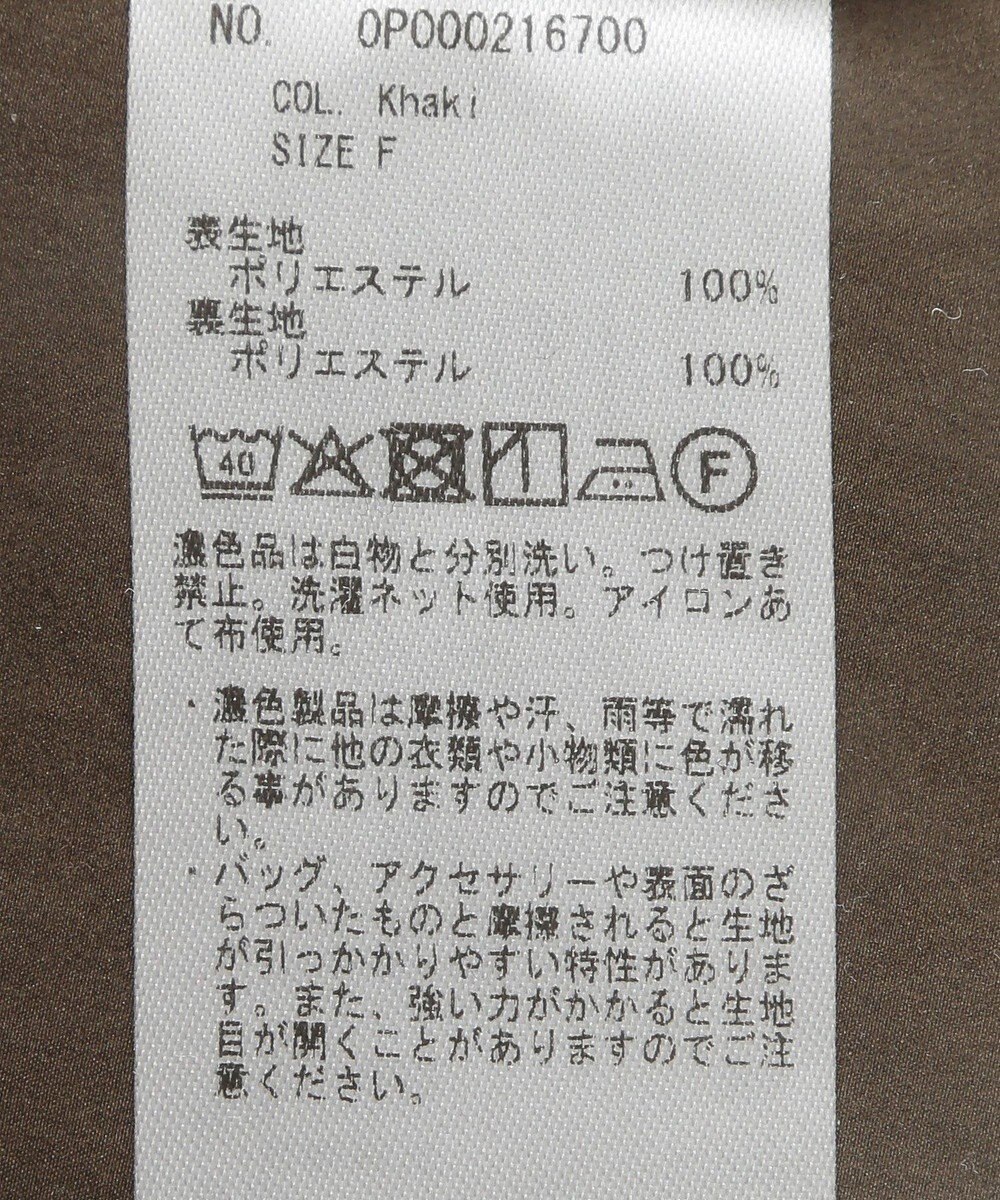 NO. 0P000216700
COL. Khaki
SIZE F
表生地
ポリエステル 100%
裏生地
ポリエステル 100%
40 F
濃色品は白物と分別洗い。つけ置き
禁止。洗濯ネット使用。アイロンあ
て布使用。
・濃色製品は摩擦や汗、雨等で濡れ
た際に他の衣類や小物類に色が移
る事がありますのでご注意くださ
い。
・バッグ、アクセサリーや表面のざ
らついたものと摩擦されると生地
が引っかかりやすい特性がありま
す。また、強い力がかかると生地
目が開くことがありますのでご注
意ください。